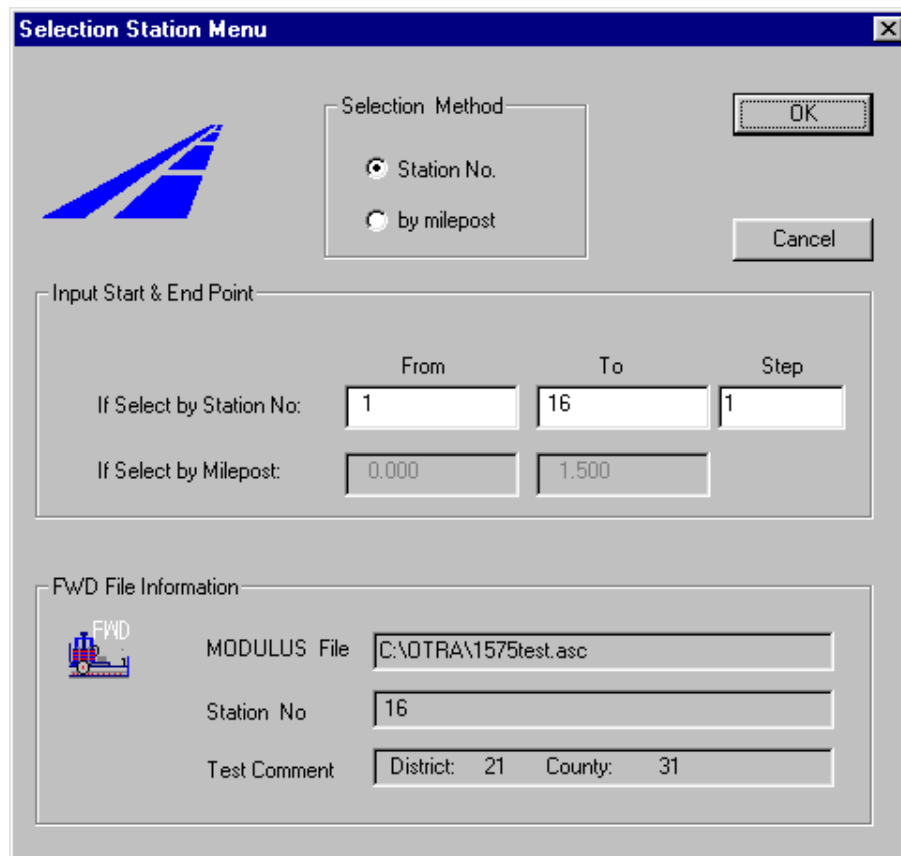 Selection Station Menu
Selection Method
OK
Station No.
by milepost
Cancel
Input Start & End Point
From To Step
If Select by Station No: 1 16 1
If Select by Milepost: 0.000 1.500
FWD File Information
FWD
MODULUS File C:\OTRA\1575test.asc
Station No 16
Test Comment District: 21 County: 31